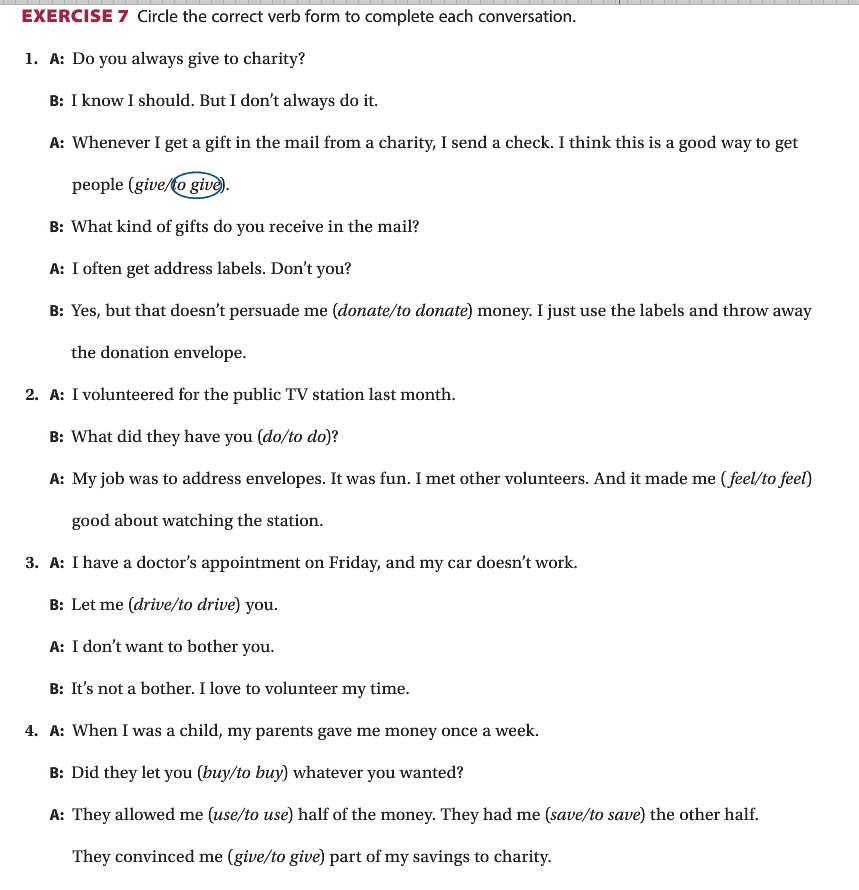 EXERCISE 7 Circle the correct verb form to complete each conversation.
1. A: Do you always give to charity?
B: I know I should. But I don't always do it.
A: Whenever I get a gift in the mail from a charity, I send a check. I think this is a good way to get
people (give/to give).
B: What kind of gifts do you receive in the mail?
A: I often get address labels. Don't you?
B: Yes, but that doesn't persuade me (donate/to donate) money. I just use the labels and throw away
the donation envelope.
2. A: I volunteered for the public TV station last month.
B: What did they have you (do/to do)?
A: My job was to address envelopes. It was fun. I met other volunteers. And it made me (feel/to feel)
good about watching the station.
3. A: I have a doctor's appointment on Friday, and my car doesn't work.
B: Let me (drive/to drive) you.
A: I don't want to bother you.
B: It's not a bother. I love to volunteer my time.
4. A: When I was a child, my parents gave me money once a week.
B: Did they let you (buy/to buy) whatever you wanted?
A: They allowed me (use/to use) half of the money. They had me (save/to save) the other half.
They convinced me (give/to give) part of my savings to charity.